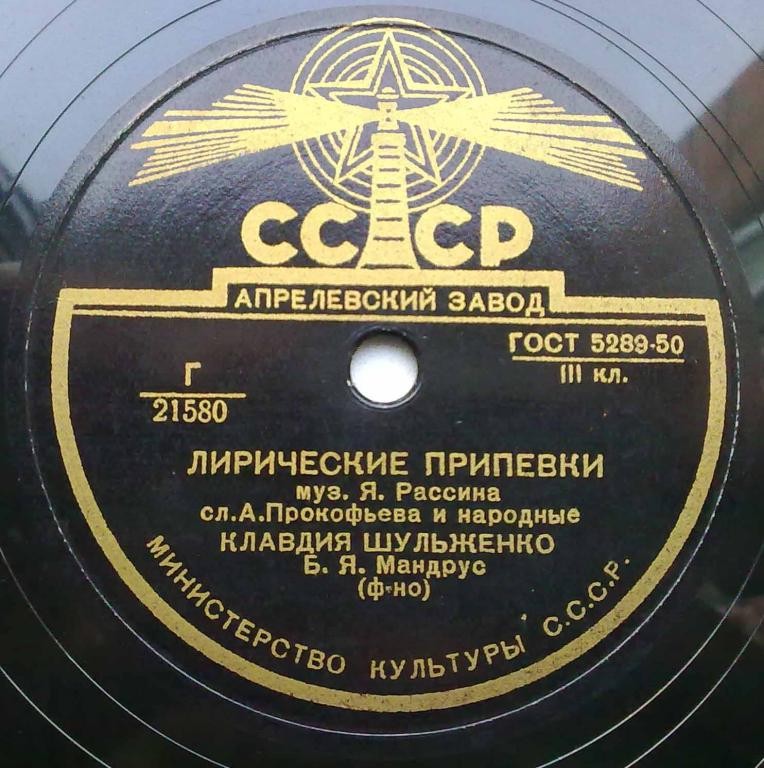 СССР
АПРЕЛЕВСКИЙ ЗАВОД
ГОСТ 5289-50
III кл.
Г
21580
ЛИРИЧЕСКИЕ ПРИПЕВКИ
муз. Я. Рассина
сл.А.Прокофьева и народные
КЛАВДИЯ ШУЛЬЖЕНКО
Б. Я. Мандрус
(ф-но)
МИНИСТЕРСТВО КУЛЬТУРЫ С.С.С.Р.